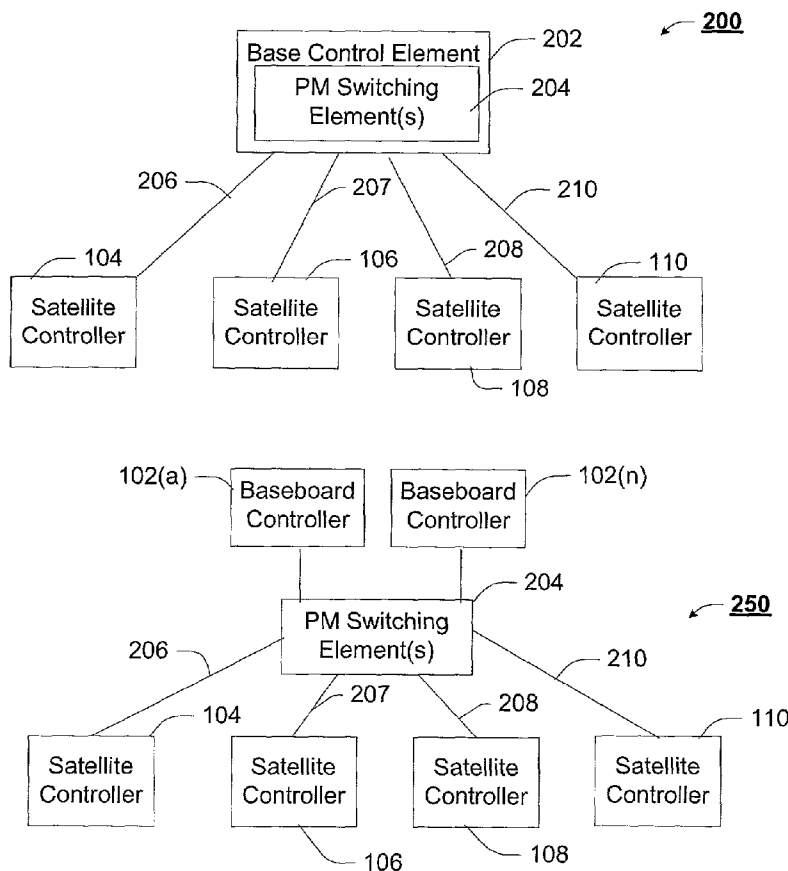 200
Base Control Element
202
PM Switching
Element(s)
204
206
207
208
210
104
106
110
Satellite
Controller
Satellite
Controller
Satellite
Controller
Satellite
Controller
108
102(a)
Baseboard
Controller
Baseboard
Controller
102(n)
204
250
PM Switching
Element(s)
206
207
208
210
104
110
Satellite
Controller
Satellite
Controller
Satellite
Controller
Satellite
Controller
106
108